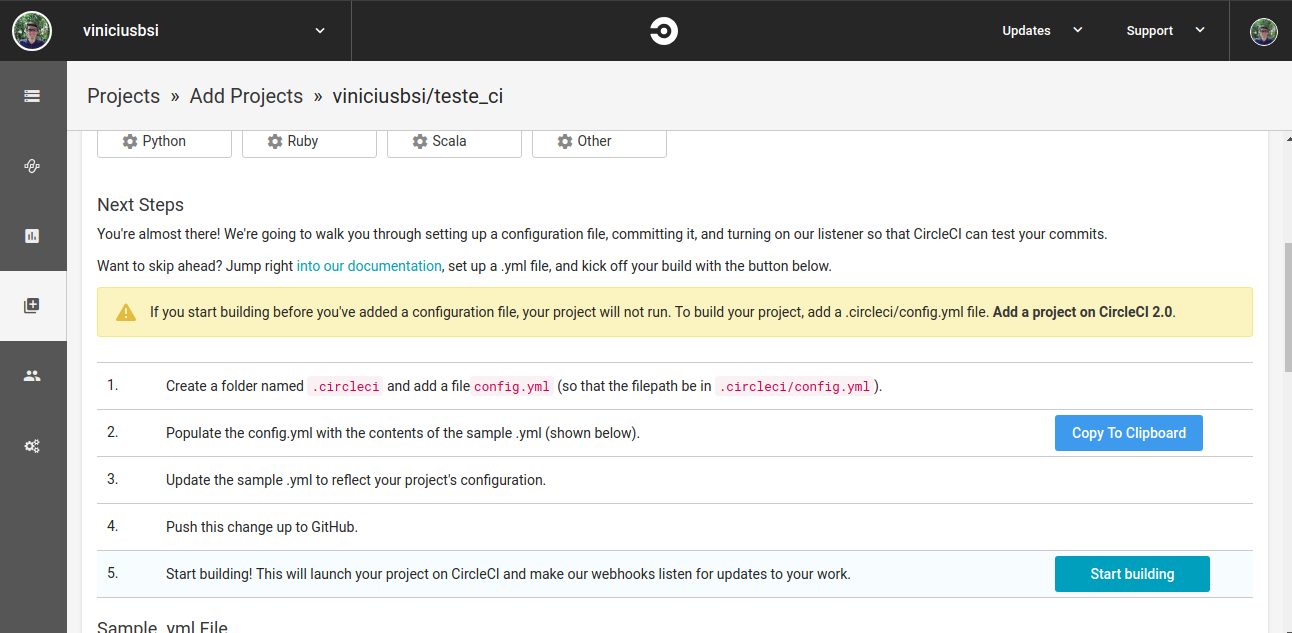 viniciusbsi
Updates
Support
Projects » Add Projects » viniciusbsi/teste_ci
Python
Ruby
Scala
Other
Next Steps
You're almost there! We're going to walk you through setting up a configuration file, committing it, and turning on our listener so that CircleCI can test your commits.
Want to skip ahead? Jump right into our documentation, set up a .yml file, and kick off your build with the button below.
If you start building before you've added a configuration file, your project will not run. To build your project, add a .circleci/config.yml file. Add a project on CircleCI 2.0.
1. Create a folder named .circleci and add a file config.yml (so that the filepath be in .circleci/config.yml ).
2. Populate the config.yml with the contents of the sample .yml (shown below). Copy To Clipboard
3. Update the sample .yml to reflect your project's configuration.
4. Push this change up to GitHub.
5. Start building! This will launch your project on CircleCI and make our webhooks listen for updates to your work. Start building
Sample .yml File